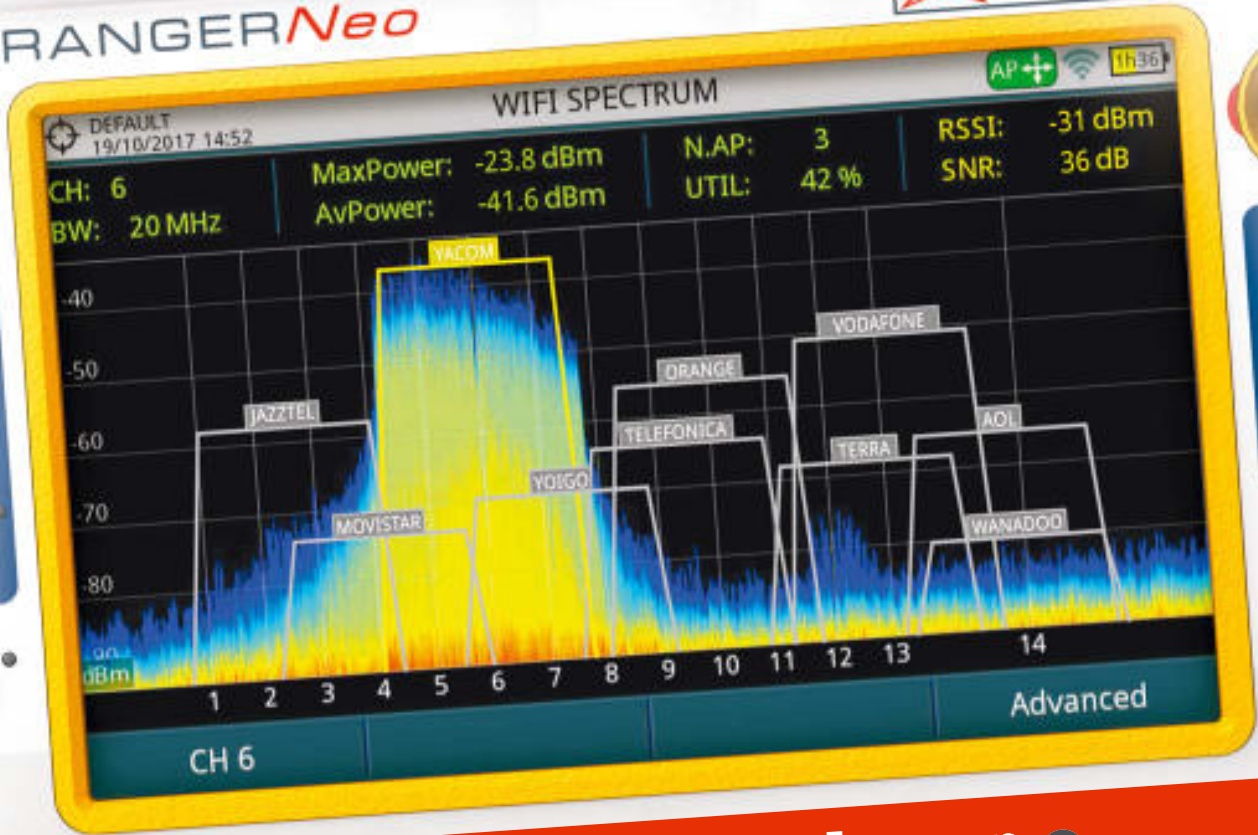 RANGERNeo
DEFAULT
19/10/2017 14:52
WIFI SPECTRUM
AP
1h36
CH: 6
BW: 20 MHz
MaxPower: -23.8 dBm
AvPower: -41.6 dBm
N.AP: 3
UTIL: 42 %
RSSI: -31 dBm
SNR: 36 dB
YACOM
VODAFONE
ORANGE
JAZZTEL
TELEFONICA
AOL
TERRA
YOIGO
MOVISTAR
WANADOO
-40
-50
-60
-70
-80
-90
dBm
1 2 3 4 5 6 7 8 9 10 11 12 13 14
CH 6
Advanced